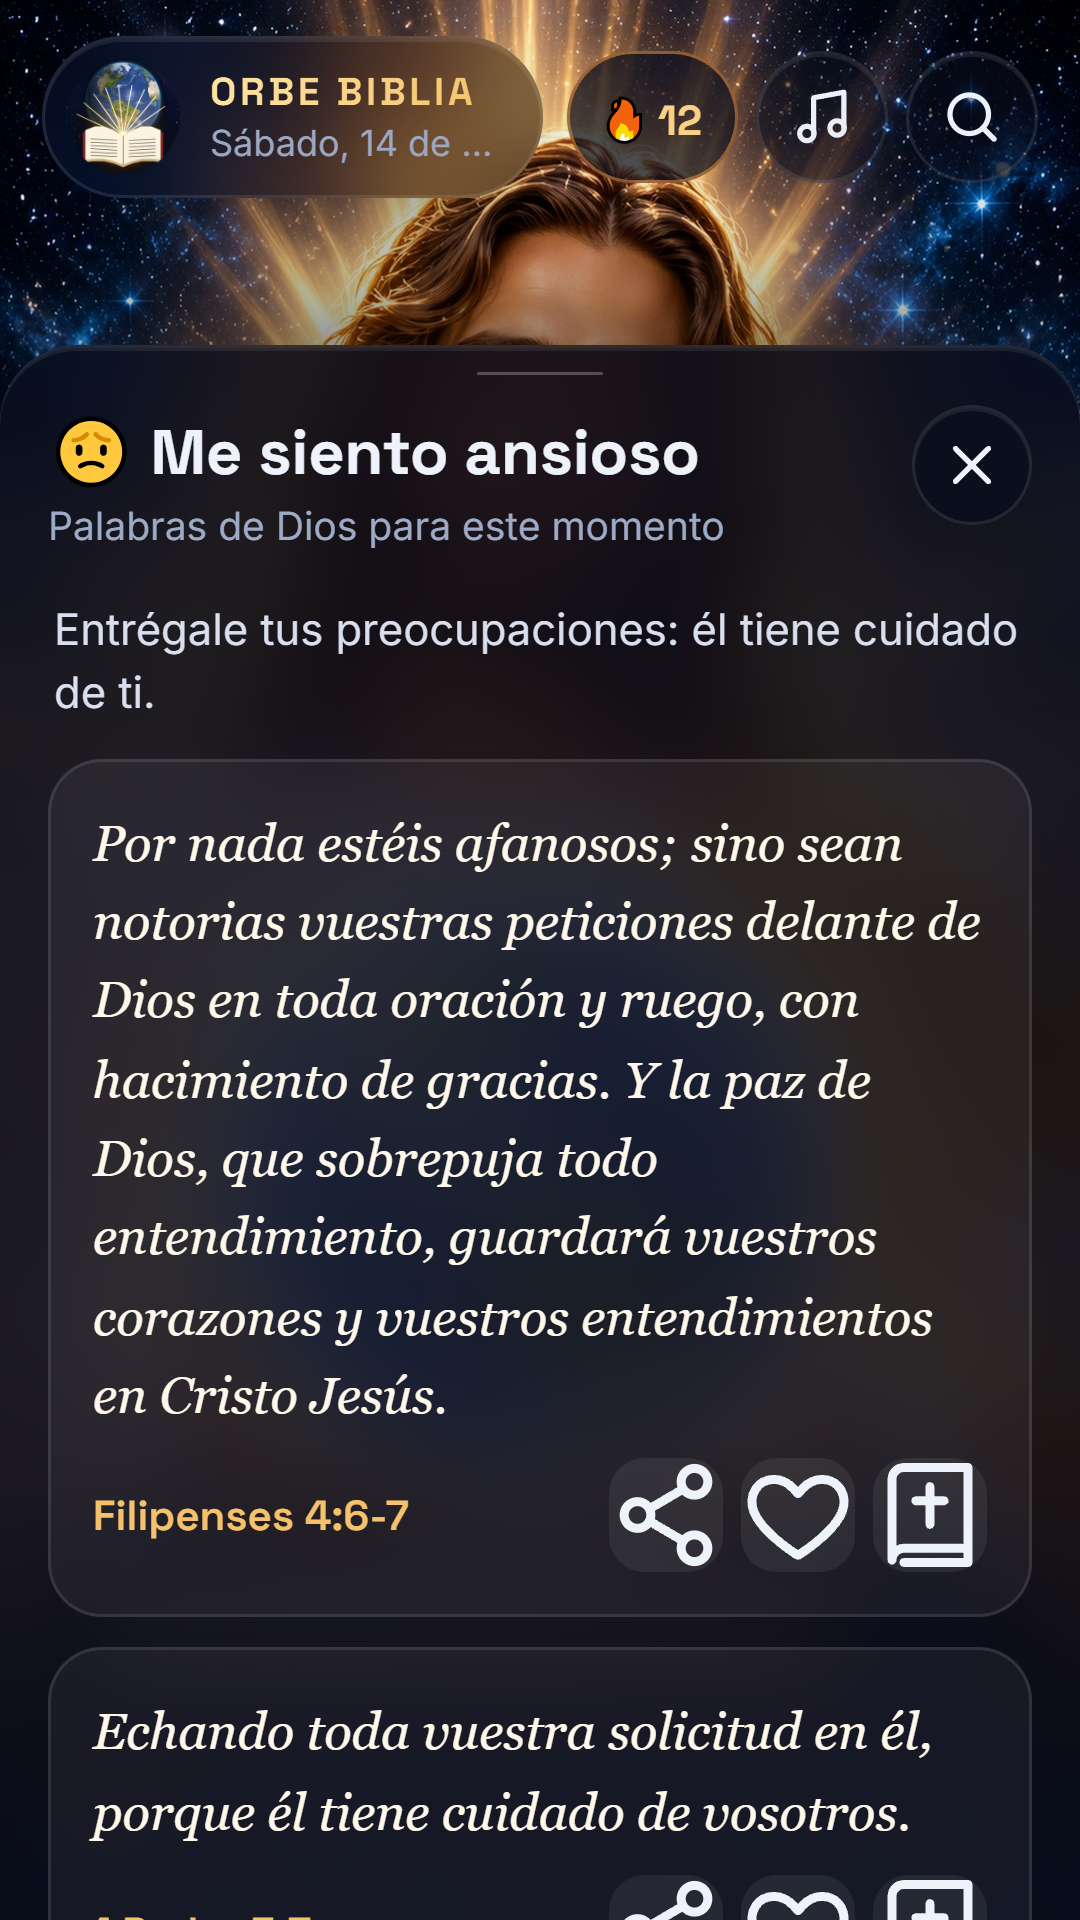 ORBE BIBLIA
Sábado, 14 de ...
12
Me siento ansioso
Palabras de Dios para este momento
Entrégale tus preocupaciones: él tiene cuidado
de ti.
Por nada estéis afanosos; sino sean
notorias vuestras peticiones delante de
Dios en toda oración y ruego, con
hacimiento de gracias. Y la paz de
Dios, que sobrepuja todo
entendimiento, guardará vuestros
corazones y vuestros entendimientos
en Cristo Jesús.
Filipenses 4:6-7
Echando toda vuestra solicitud en él,
porque él tiene cuidado de vosotros.